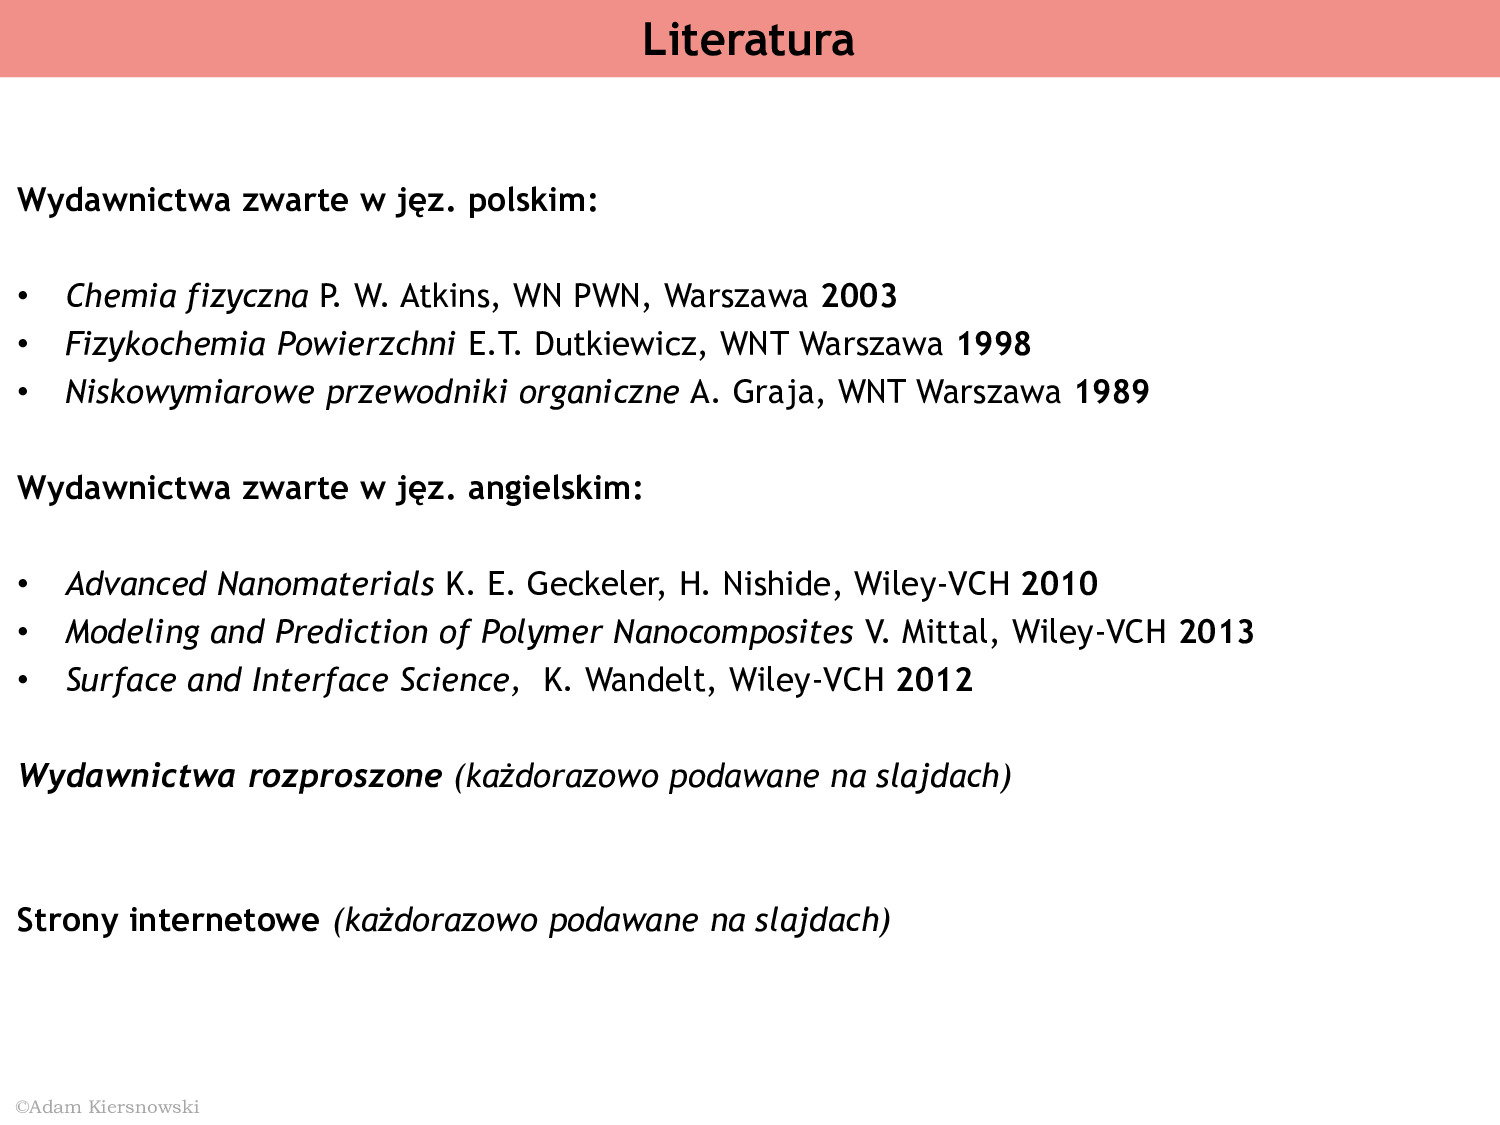 Literatura
Wydawnictwa zwarte w jęz. polskim:
• Chemia fizyczna P. W. Atkins, WN PWN, Warszawa 2003
• Fizykochemia Powierzchni E.T. Dutkiewicz, WNT Warszawa 1998
• Niskowymiarowe przewodniki organiczne A. Graja, WNT Warszawa 1989
Wydawnictwa zwarte w jęz. angielskim:
• Advanced Nanomaterials K. E. Geckeler, H. Nishide, Wiley-VCH 2010
• Modeling and Prediction of Polymer Nanocomposites V. Mittal, Wiley-VCH 2013
• Surface and Interface Science, K. Wandelt, Wiley-VCH 2012
Wydawnictwa rozproszone (każdorazowo podawane na slajdach)
Strony internetowe (każdorazowo podawane na slajdach)
©Adam Kiersnowski